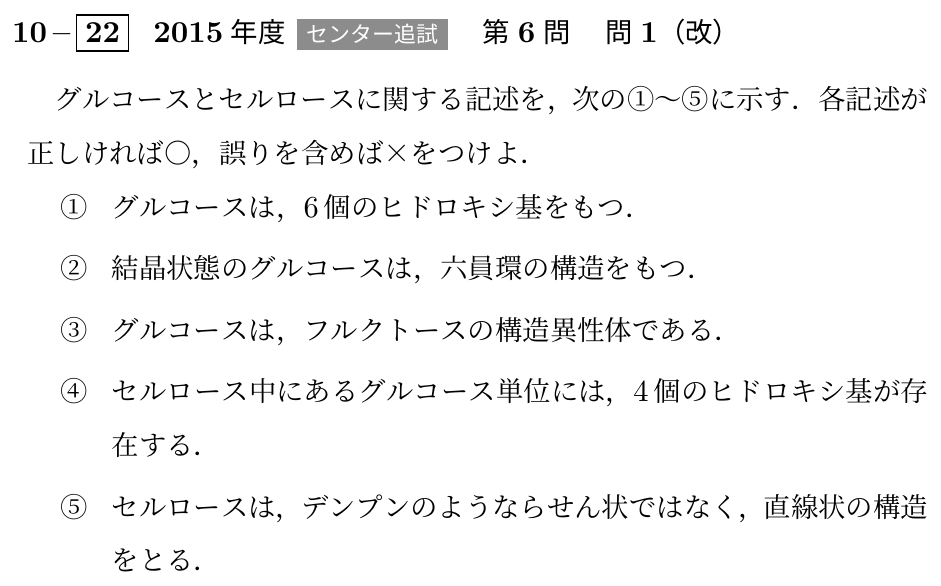 10–22 2015年度 センター追試 第6問 問1（改）
グルコースとセルロースに関する記述を，次の①〜⑤に示す．各記述が
正しければ○，誤りを含めば×をつけよ．
① グルコースは，6個のヒドロキシ基をもつ．
② 結晶状態のグルコースは，六員環の構造をもつ．
③ グルコースは，フルクトースの構造異性体である．
④ セルロース中にあるグルコース単位には，4個のヒドロキシ基が存
在する．
⑤ セルロースは，デンプンのようならせん状ではなく，直線状の構造
をとる．